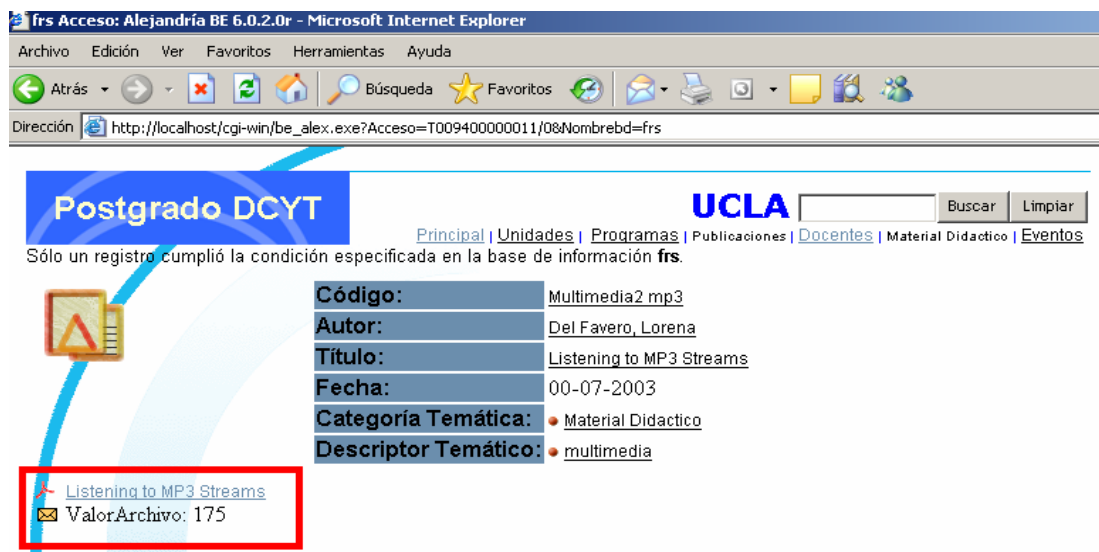 frs Acceso: Alejandría BE 6.0.2.0r - Microsoft Internet Explorer
Archivo Edición Ver Favoritos Herramientas Ayuda
Atrás Búsqueda Favoritos
Dirección http://localhost/cgi-win/be_alex.exe?Acceso=T009400000011/0&Nombrebd=frs
Postgrado DCYT
UCLA Buscar Limpiar
Principal | Unidades | Programas | Publicaciones | Docentes | Material Didactico | Eventos
Sólo un registro cumplió la condición especificada en la base de información frs.
Código: Multimedia2 mp3
Autor: Del Favero, Lorena
Título: Listening to MP3 Streams
Fecha: 00-07-2003
Categoría Temática: Material Didactico
Descriptor Temático: multimedia
Listening to MP3 Streams
ValorArchivo: 175